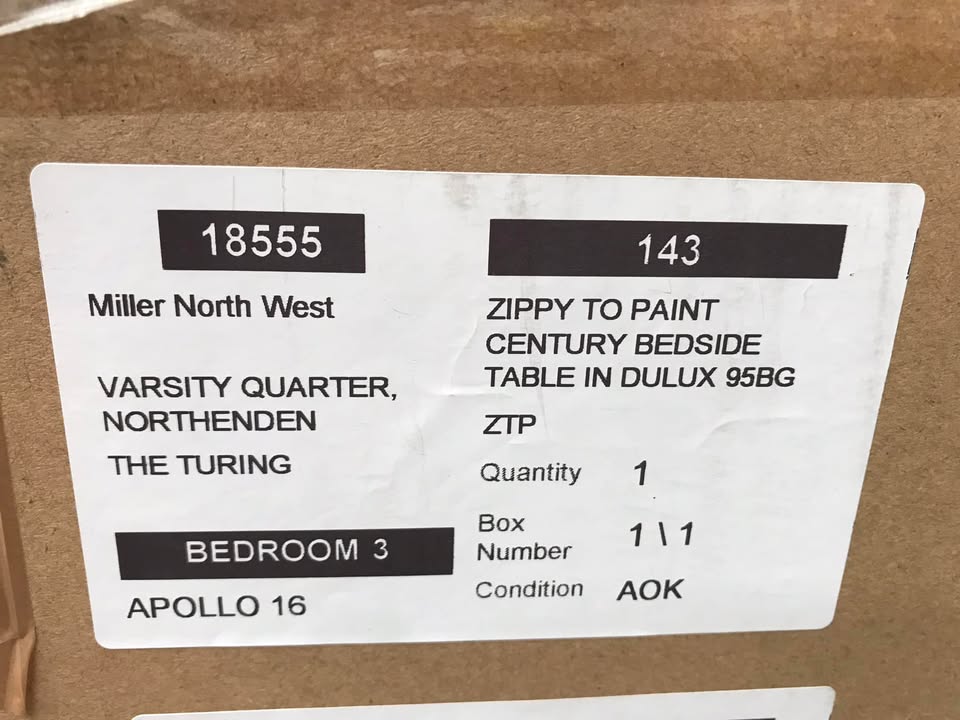 18555
Miller North West
VARSITY QUARTER,
NORTHENDEN
THE TURING
BEDROOM 3
APOLLO 16
143
ZIPPY TO PAINT
CENTURY BEDSIDE
TABLE IN DULUX 95BG
ZTP
Quantity 1
Box
Number 1 \ 1
Condition AOK